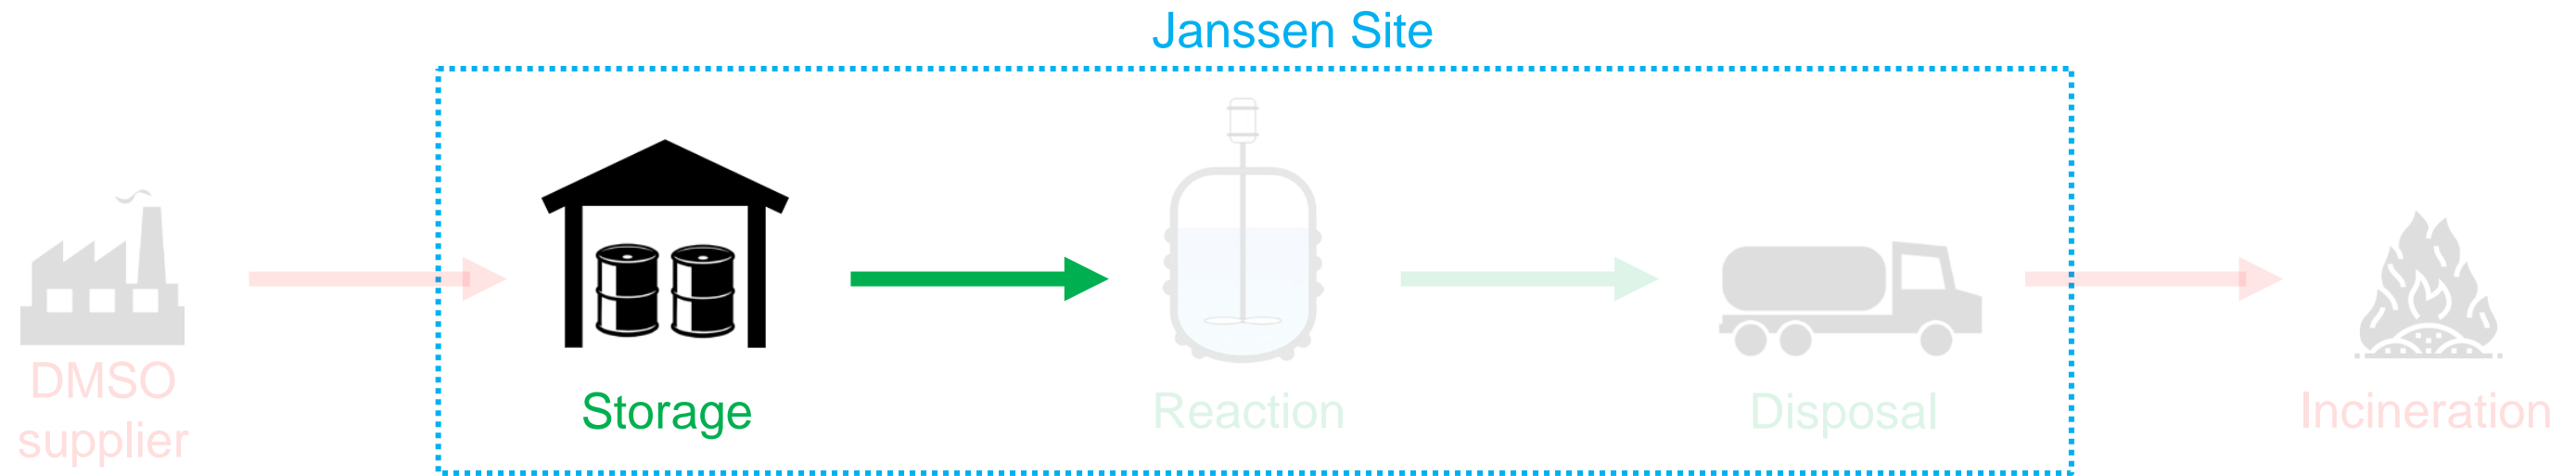 Janssen Site
DMSO
supplier
Storage
Reaction
Disposal
Incineration